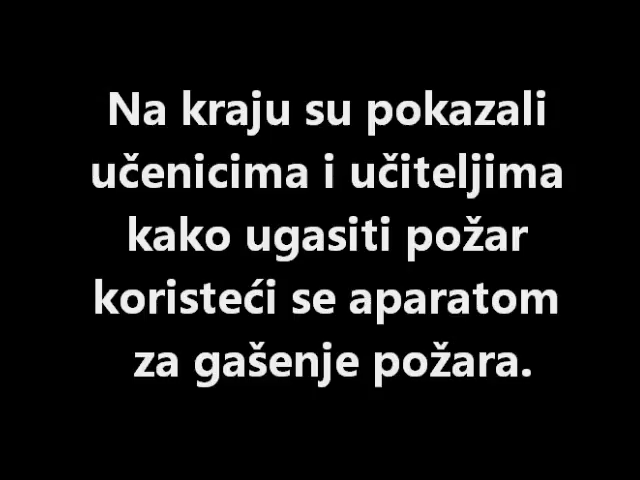 Na kraju su pokazali
učenicima i učiteljima
kako ugasiti požar
koristeći se aparatom
za gašenje požara.